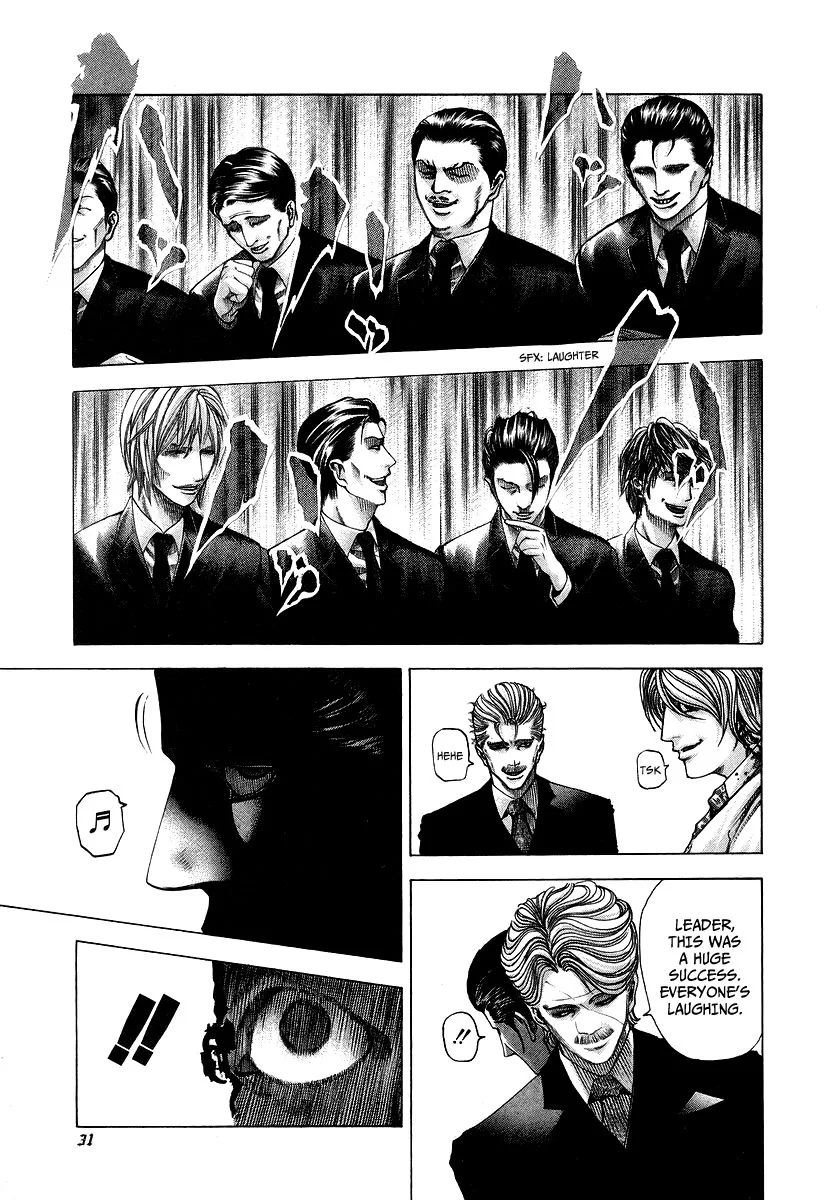 SFX: LAUGHTER
TSK
HEHE
LEADER,
THIS WAS
A HUGE
SUCCESS.
EVERYONE'S
LAUGHING.
!!
♬
!!
31